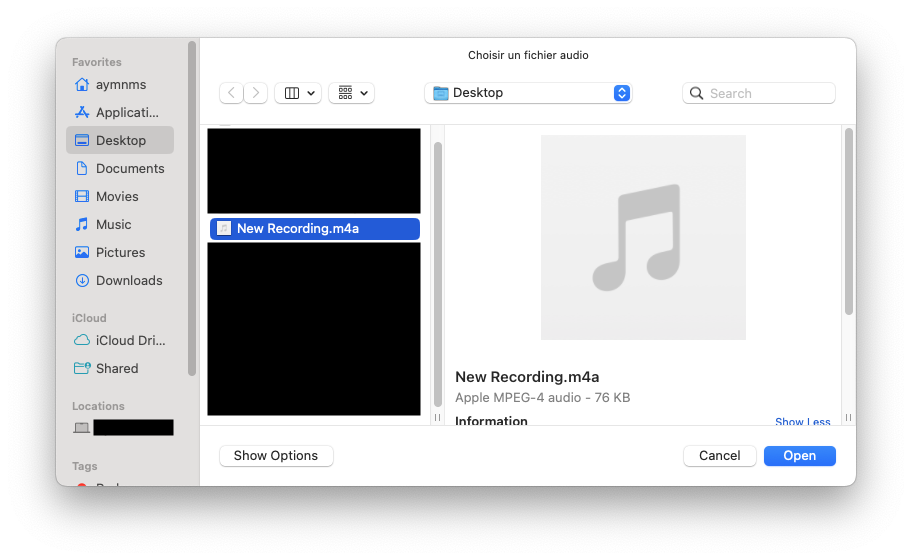 Choisir un fichier audio
Favorites
aymnms
Applicati...
Desktop
Documents
Movies
Music
Pictures
Downloads
iCloud
iCloud Dri...
Shared
Locations
Tags
Desktop
Search
New Recording.m4a
New Recording.m4a
Apple MPEG-4 audio - 76 KB
Information
Show Less
Show Options
Cancel
Open